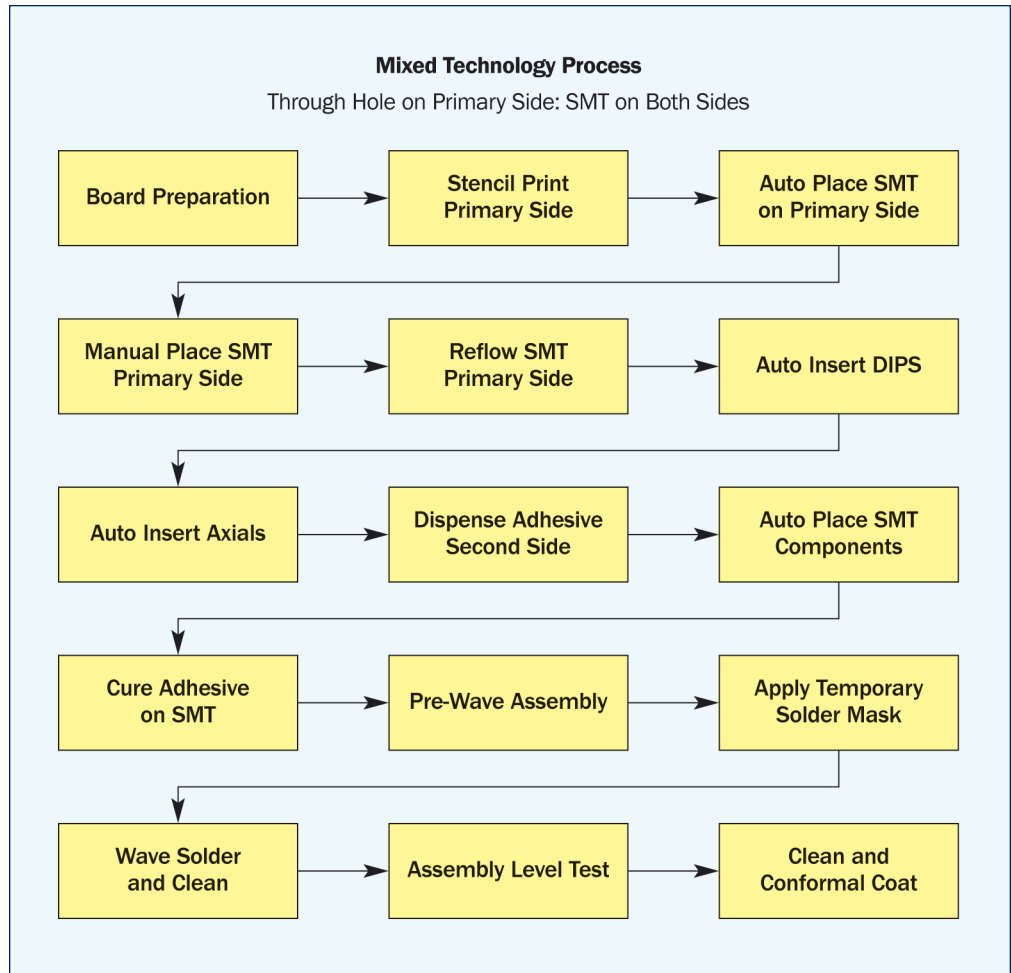 Mixed Technology Process
Through Hole on Primary Side: SMT on Both Sides
Board Preparation
Stencil Print
Primary Side
Auto Place SMT
on Primary Side
Manual Place SMT
Primary Side
Reflow SMT
Primary Side
Auto Insert DIPS
Auto Insert Axials
Dispense Adhesive
Second Side
Auto Place SMT
Components
Cure Adhesive
on SMT
Pre-Wave Assembly
Apply Temporary
Solder Mask
Wave Solder
and Clean
Assembly Level Test
Clean and
Conformal Coat